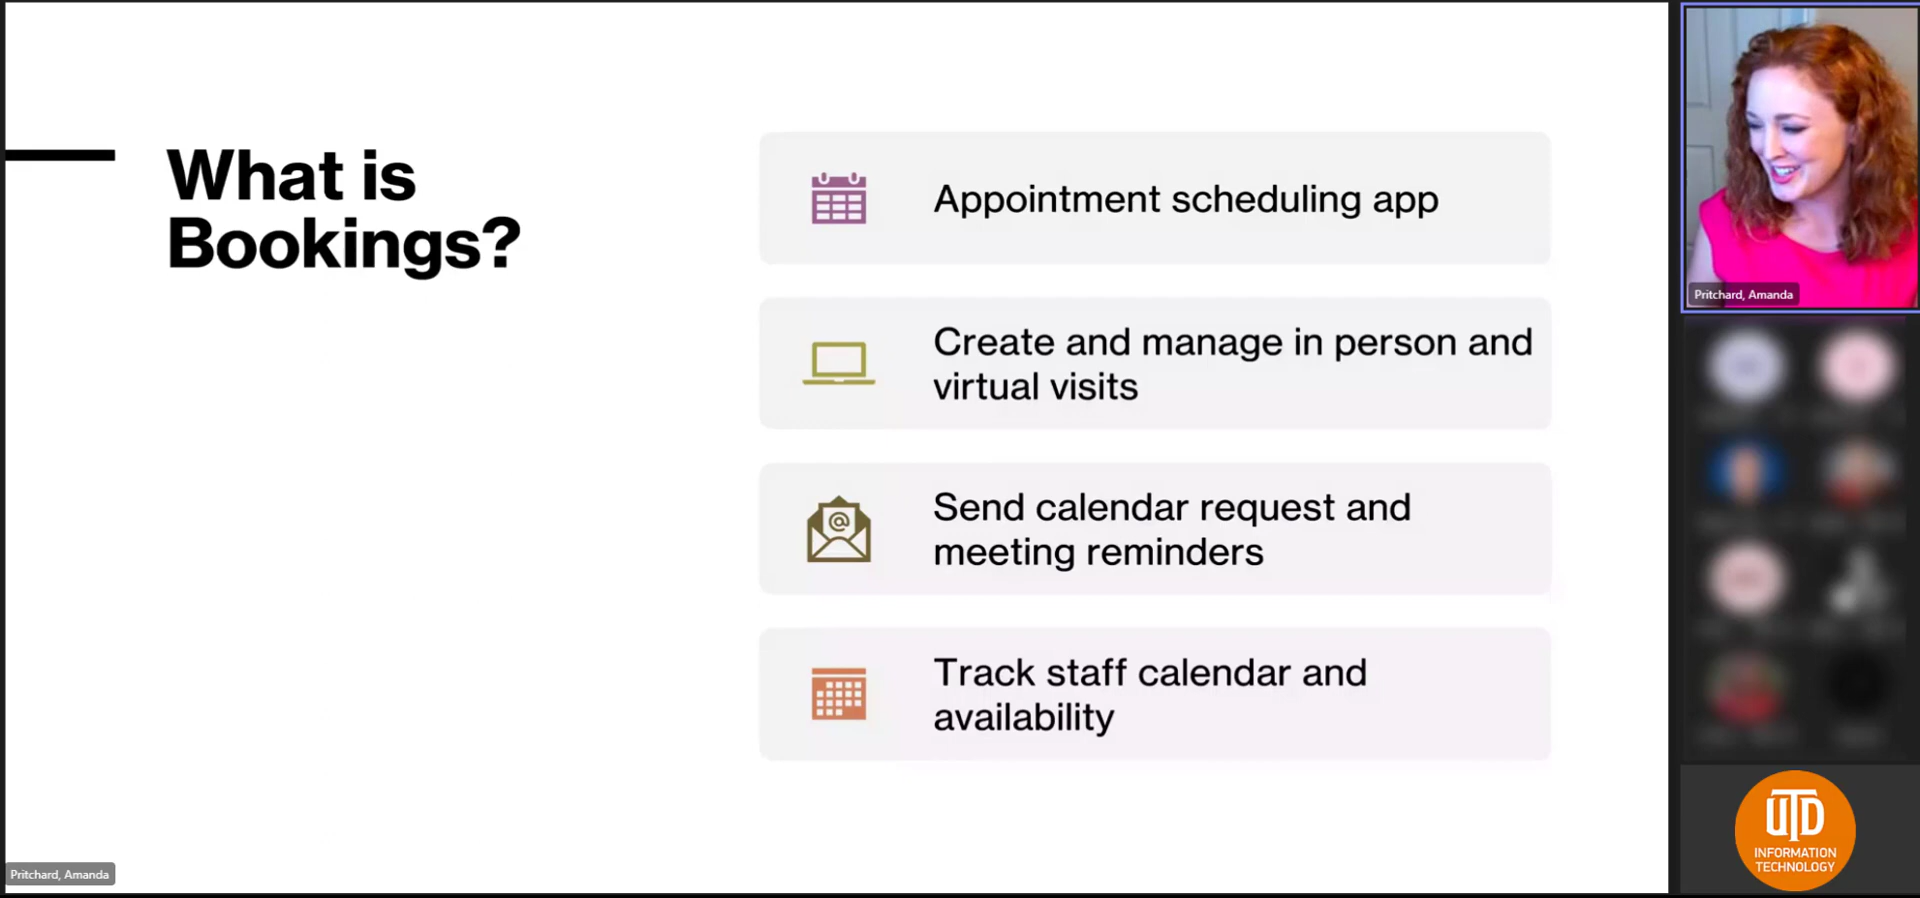 What is
Bookings?
Appointment scheduling app
Create and manage in person and
virtual visits
@
Send calendar request and
meeting reminders
Track staff calendar and
availability
Pritchard, Amanda
Pritchard, Amanda
UTD
INFORMATION
TECHNOLOGY